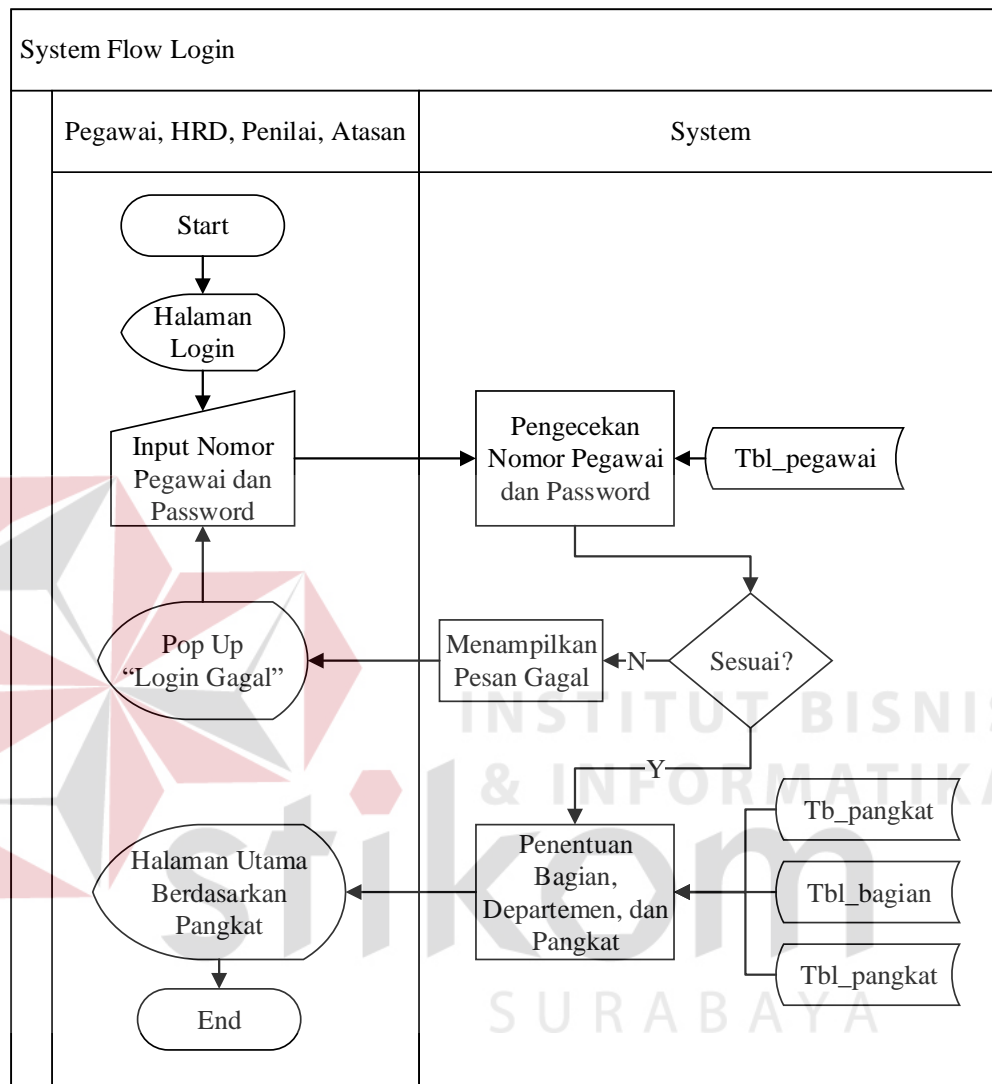 System Flow Login
Pegawai, HRD, Penilai, Atasan
System
Start
Halaman
Login
Input Nomor
Pegawai dan
Password
Pengecekan
Nomor Pegawai
dan Password
Tbl_pegawai
Pop Up
“Login Gagal”
Menampilkan
Pesan Gagal
N
Sesuai?
Y
Halaman Utama
Berdasarkan
Pangkat
Penentuan
Bagian,
Departemen, dan
Pangkat
Tb_pangkat
Tbl_bagian
Tbl_pangkat
End
INSTITUT BISNIS
& INFORMATIKA
stikom
SURABAYA